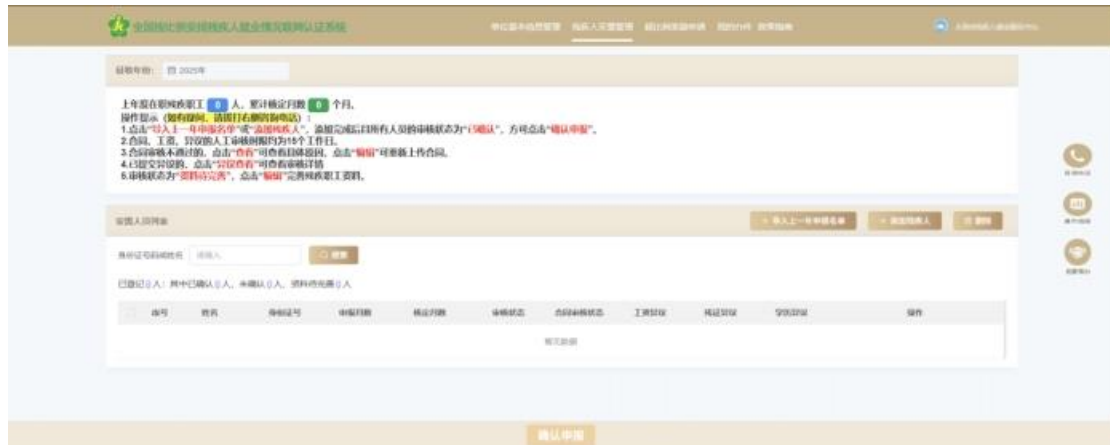 全国按比例安排残疾人就业情况联网认证系统
单位基本信息管理 残疾人安置管理 超比例奖励申请 我的办件 政策指南
征缴年份: 2025年
上年度在职残疾职工 0 人，累计核定月数 0 个月。
操作提示（如有疑问，请拨打右侧咨询电话）：
1.点击“导入上一年申报名单”或“添加残疾人”，添加完成后且所有人员的审核状态为“已确认”，方可点击“确认申报”。
2.合同、工资、异议的人工审核时限均为15个工作日。
3.合同审核不通过的，点击“查看”可查看具体原因，点击“编辑”可重新上传合同。
4.已提交异议的，点击“异议查看”可查看审核详情
5.审核状态为“资料待完善”，点击“编辑”完善残疾职工资料。
安置人员列表 + 导入上一年申报名单 + 添加残疾人 删除
身份证号码或姓名 请输入 搜索
已登记0人；其中已确认0人，未确认0人，资料待完善0人
序号 姓名 身份证号 申报月数 核定月数 审核状态 合同审核状态 工资异议 残证异议 学历异议 操作
暂无数据
确认申报